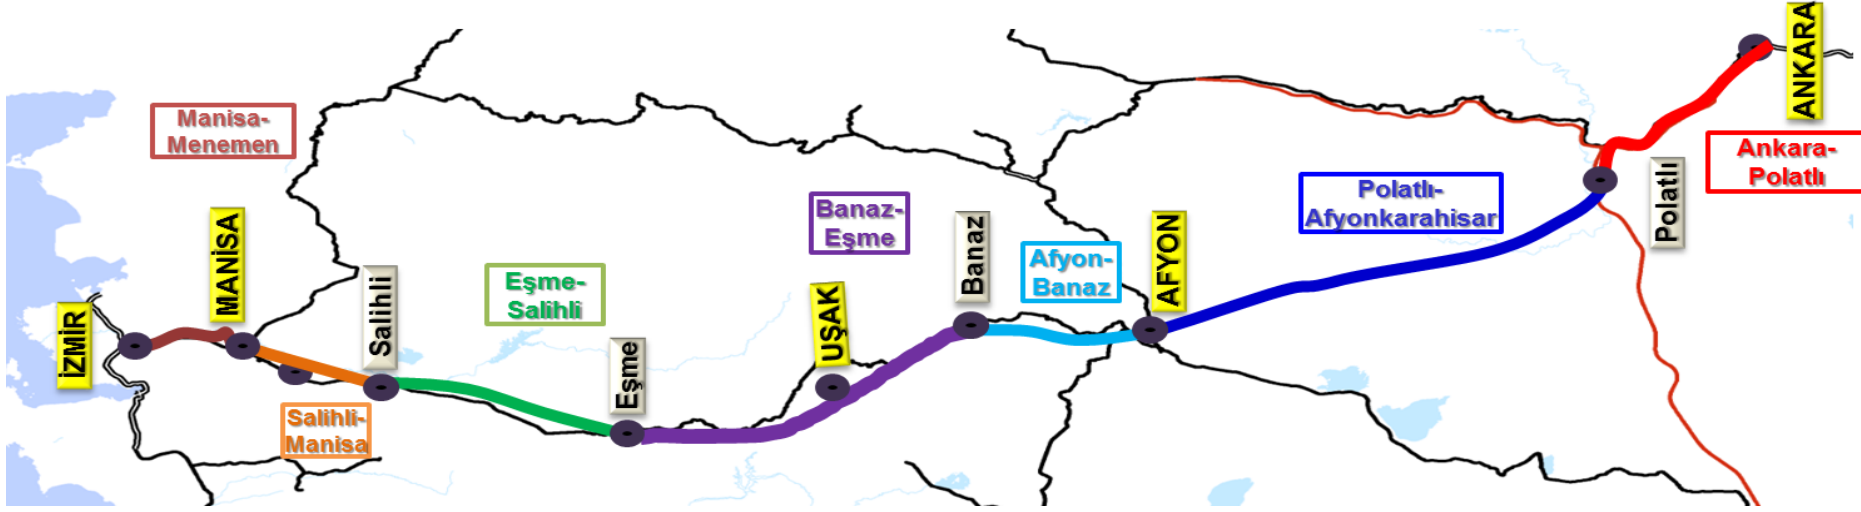 Manisa-
Menemen
İZMİR
MANİSA
Salihli
Salihli-
Manisa
Eşme-
Salihli
Eşme
Banaz-
Eşme
UŞAK
Banaz
Afyon-
Banaz
AFYON
Polatlı-
Afyonkarahisar
Polatlı
Ankara-
Polatlı
ANKARA